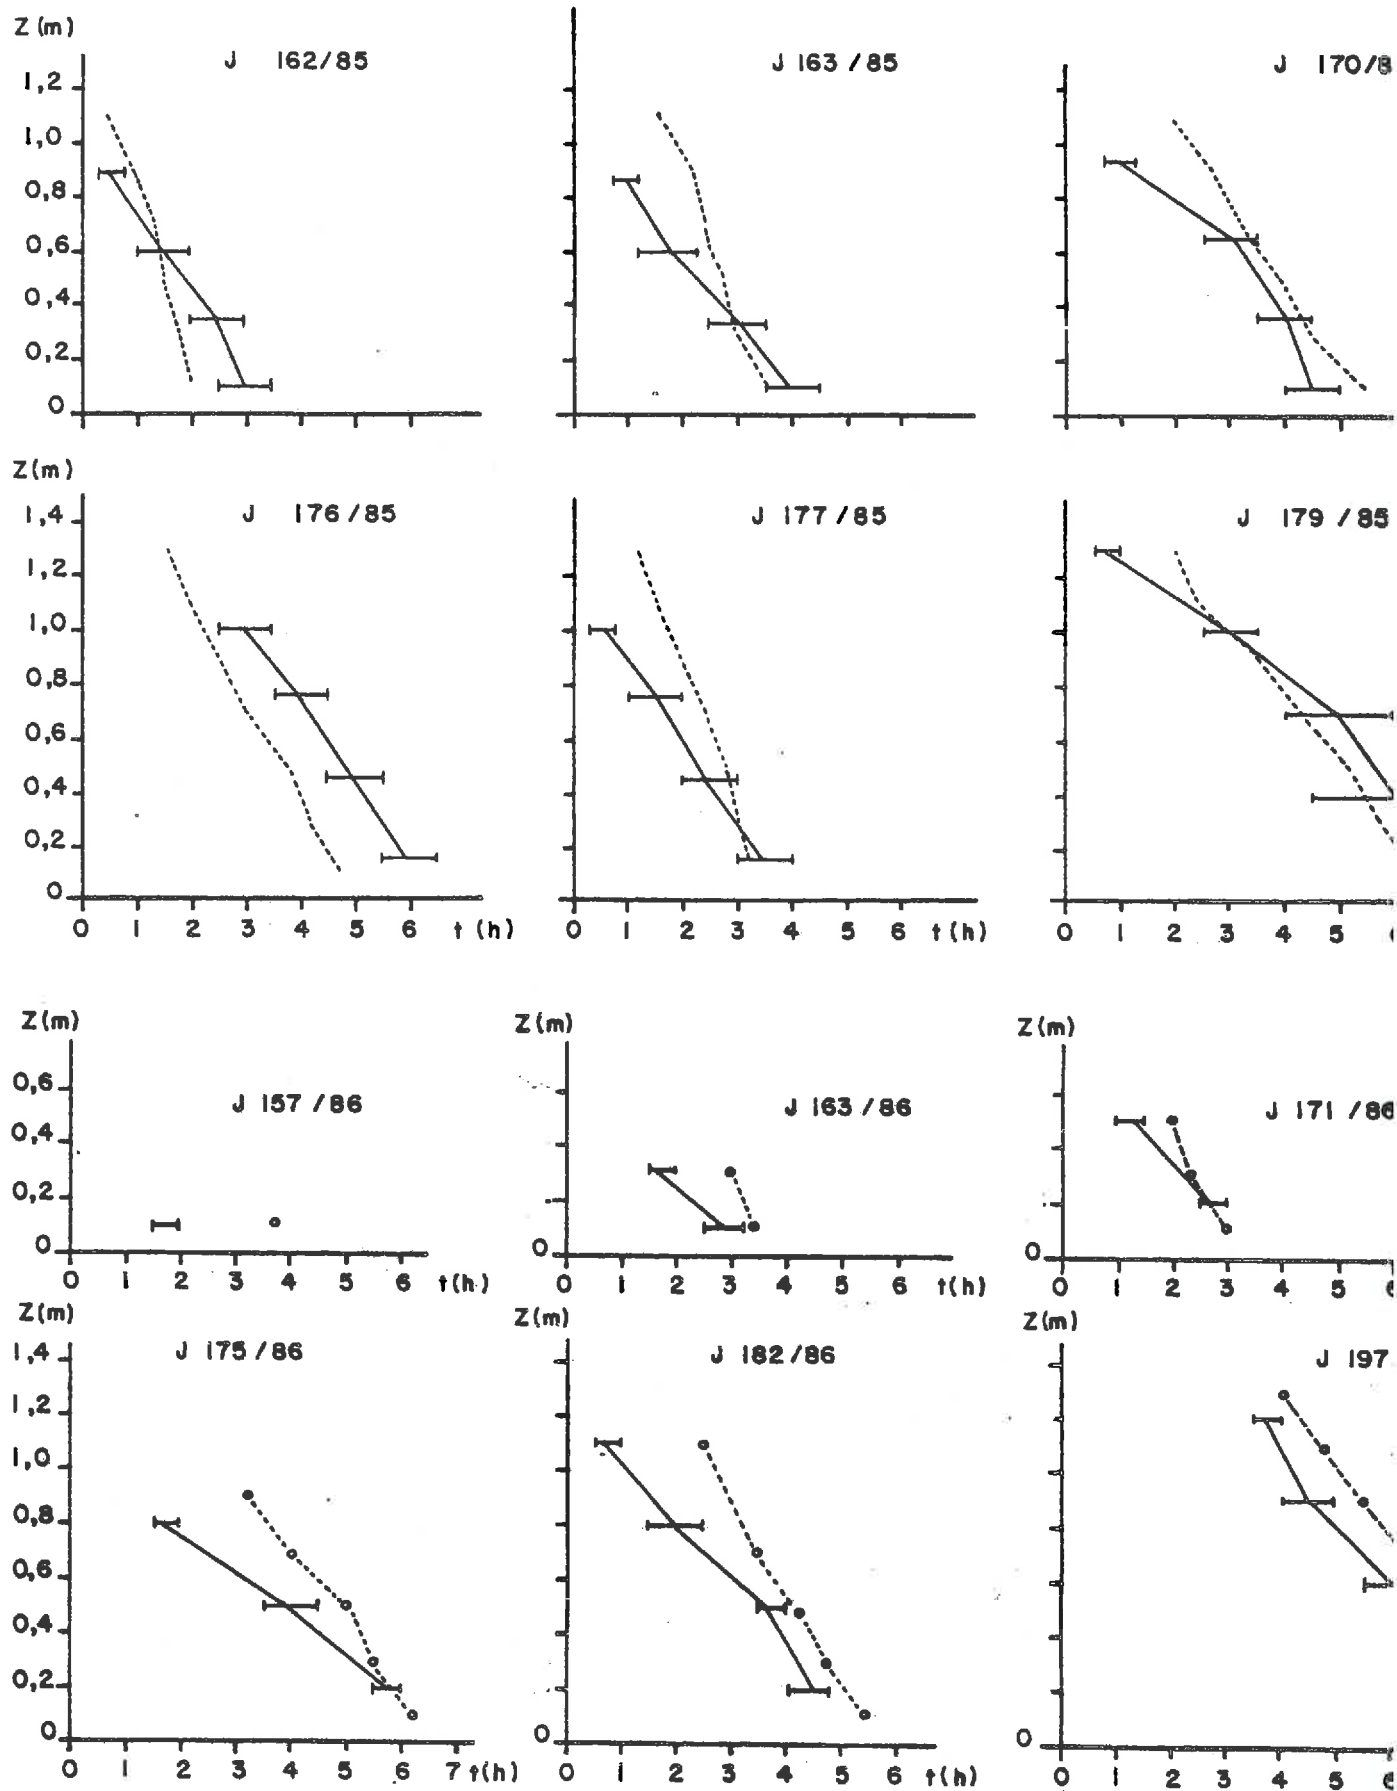 Z(m)
J 162/85
J 163/85
J 170/8
1,2
1,0
0,8
0,6
0,4
0,2
0
Z(m)
J 176/85
J 177/85
J 179/85
1,4
1,2
1,0
0,8
0,6
0,4
0,2
0
0 1 2 3 4 5 6 t(h)
0 1 2 3 4 5 6 t(h)
0 1 2 3 4 5
Z(m)
Z(m)
Z(m)
J 157/86
J 163/86
J 171/86
0,6
0,4
0,2
0
0
0
0 1 2 3 4 5 6 t(h)
0 1 2 3 4 5 6 t(h)
0 1 2 3 4 5
Z(m)
Z(m)
Z(m)
J 175/86
J 182/86
J 197
1,4
1,2
1,0
0,8
0,6
0,4
0,2
0
0
0
0 1 2 3 4 5 6 7 t(h)
0 1 2 3 4 5 6 t(h)
0 1 2 3 4 5